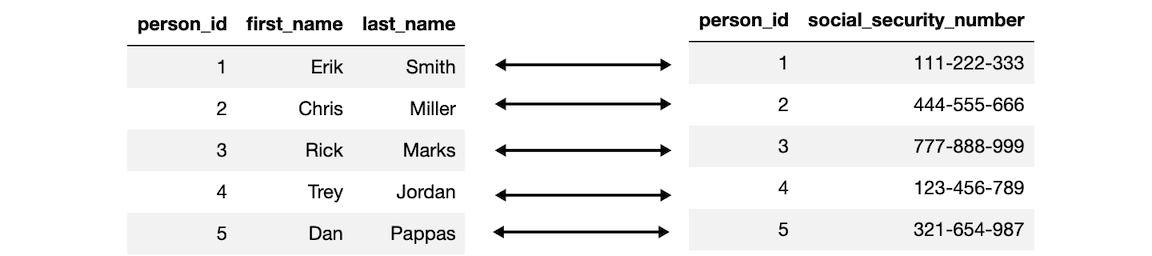 person_id first_name last_name person_id social_security_number
1 Erik Smith 1 111-222-333
2 Chris Miller 2 444-555-666
3 Rick Marks 3 777-888-999
4 Trey Jordan 4 123-456-789
5 Dan Pappas 5 321-654-987